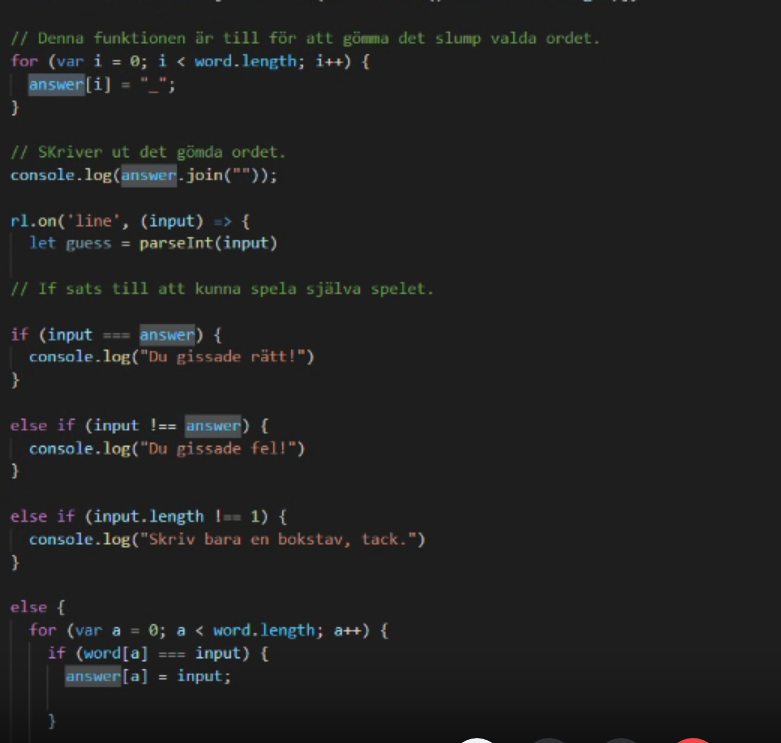 // Denna funktionen är till för att gömma det slump valda ordet.
for (var i = 0; i < word.length; i++) {
  answer[i] = "_";
}

// SKriver ut det gömda ordet.
console.log(answer.join(""));

rl.on('line', (input) => {
  let guess = parseInt(input)

// If sats till att kunna spela själva spelet.

if (input === answer) {
  console.log("Du gissade rätt!")
}

else if (input !== answer) {
  console.log("Du gissade fel!")
}

else if (input.length !== 1) {
  console.log("Skriv bara en bokstav, tack.")
}

else {
  for (var a = 0; a < word.length; a++) {
    if (word[a] === input) {
      answer[a] = input;

    }